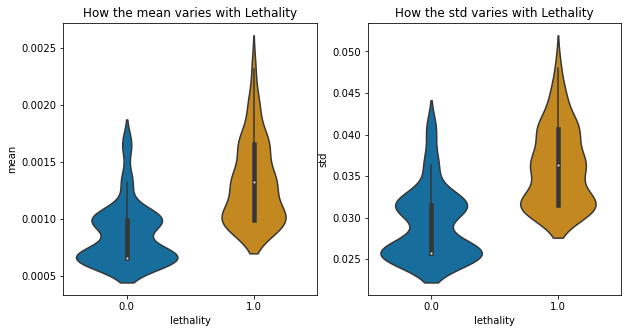 How the mean varies with Lethality
mean
0.0025
0.0020
0.0015
0.0010
0.0005
0.0
1.0
lethality
How the std varies with Lethality
std
0.050
0.045
0.040
0.035
0.030
0.025
0.0
1.0
lethality